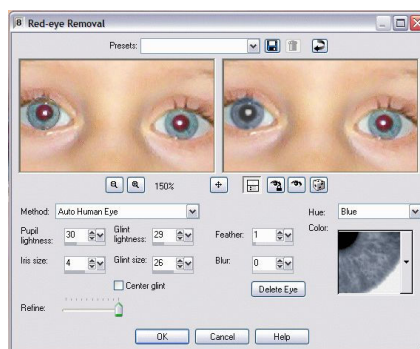 8 Red-eye Removal
Presets:
150%
Method: Auto Human Eye Hue: Blue
Pupil lightness: 30 Glint lightness: 29 Feather: 1 Color:
Iris size: 4 Glint size: 26 Blur: 0
Center glint Delete Eye
Refine:
OK Cancel Help